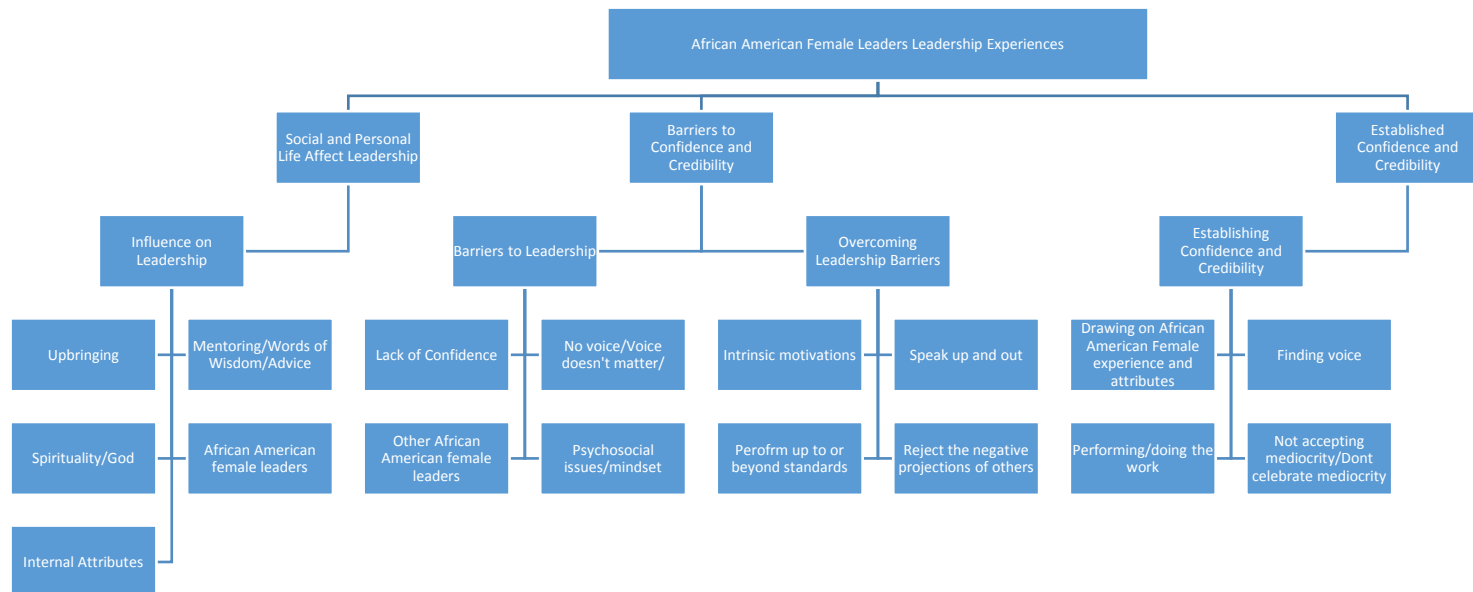 African American Female Leaders Leadership Experiences
Social and Personal
Life Affect Leadership
Barriers to
Confidence and
Credibility
Established
Confidence and
Credibility
Influence on
Leadership
Barriers to Leadership
Overcoming
Leadership Barriers
Establishing
Confidence and
Credibility
Upbringing
Mentoring/Words of
Wisdom/Advice
Lack of Confidence
No voice/Voice
doesn't matter/
Intrinsic motivations
Speak up and out
Drawing on African
American Female
experience and
attributes
Finding voice
Spirituality/God
African American
female leaders
Other African
American female
leaders
Psychosocial
issues/mindset
Perofrm up to or
beyond standards
Reject the negative
projections of others
Performing/doing the
work
Not accepting
mediocrity/Dont
celebrate mediocrity
Internal Attributes